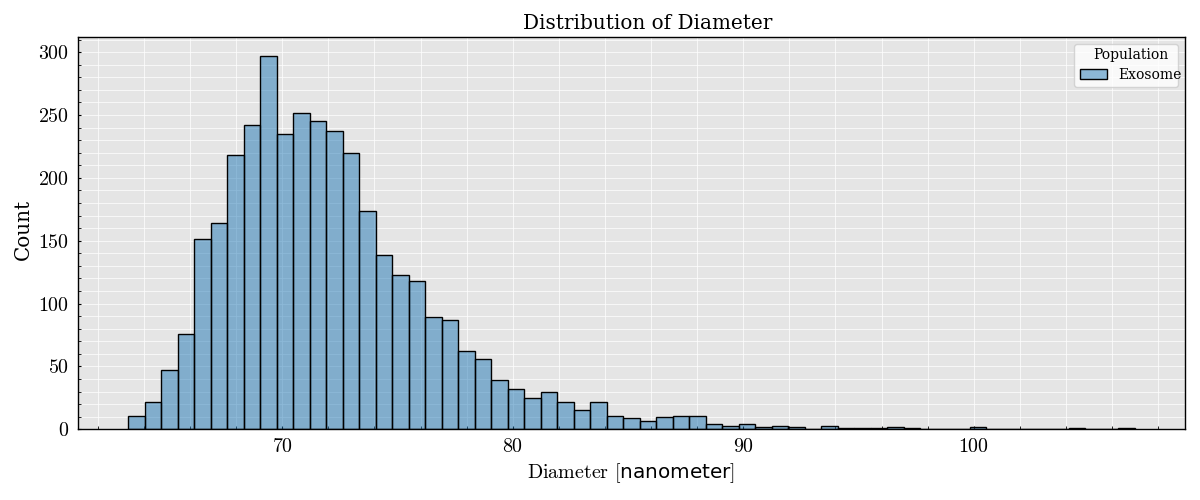 Distribution of Diameter
Population
Exosome
300
250
200
150
100
50
0
Count
70 80 90 100
Diameter [nanometer]